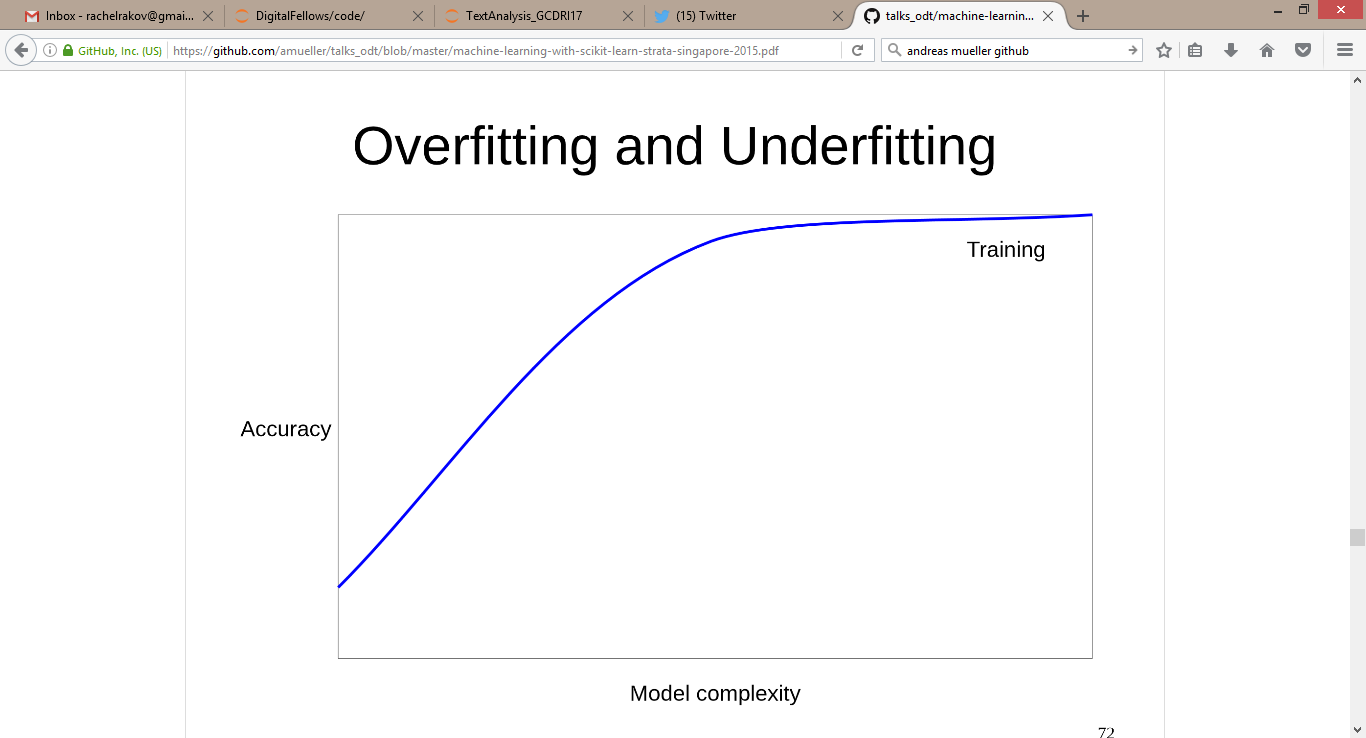 Inbox - rachelrakov@gmai...
DigitalFellows/code/
TextAnalysis_GCDRI17
(15) Twitter
talks_odt/machine-learnin...
GitHub, Inc. (US)
https://github.com/amueller/talks_odt/blob/master/machine-learning-with-scikit-learn-strata-singapore-2015.pdf
andreas mueller github
Overfitting and Underfitting
Training
Accuracy
Model complexity
72